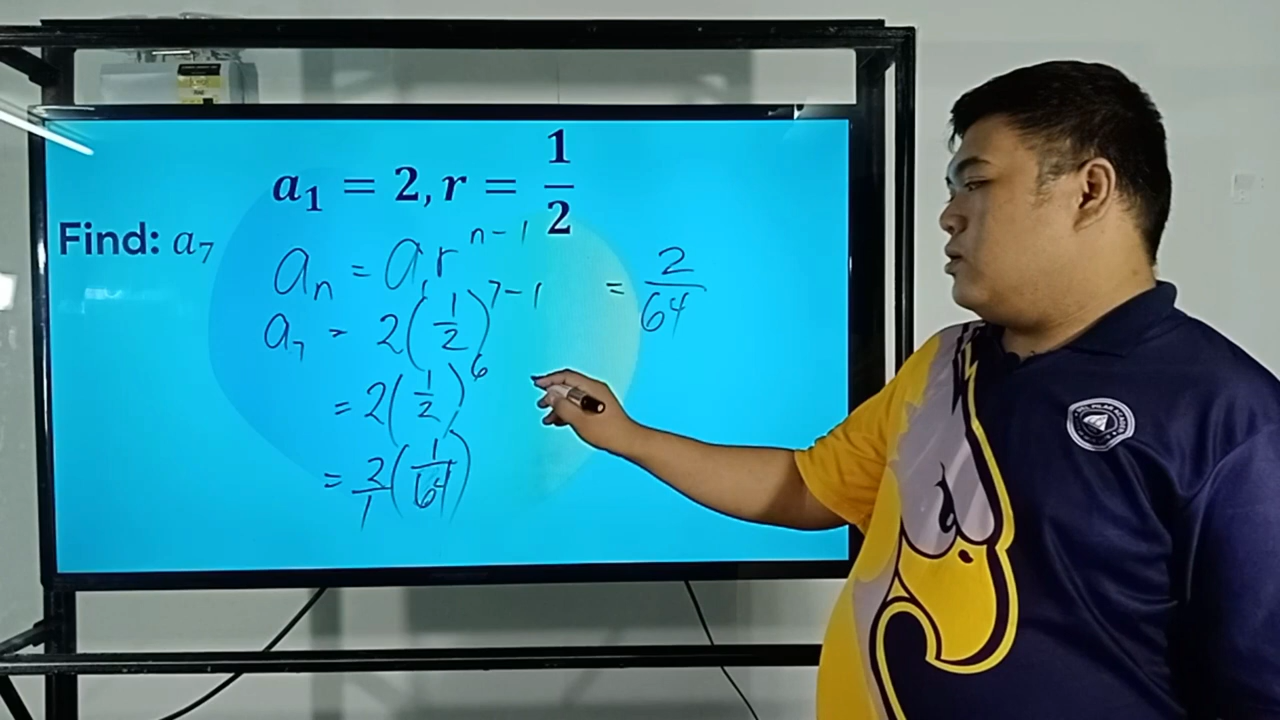 a₁ = 2, r = 1/2
Find: a₇
aₙ = a₁rⁿ⁻¹
a₇ = 2(1/2)⁷⁻¹
= 2(1/2)⁶
= 2/1(1/64)
= 2/64